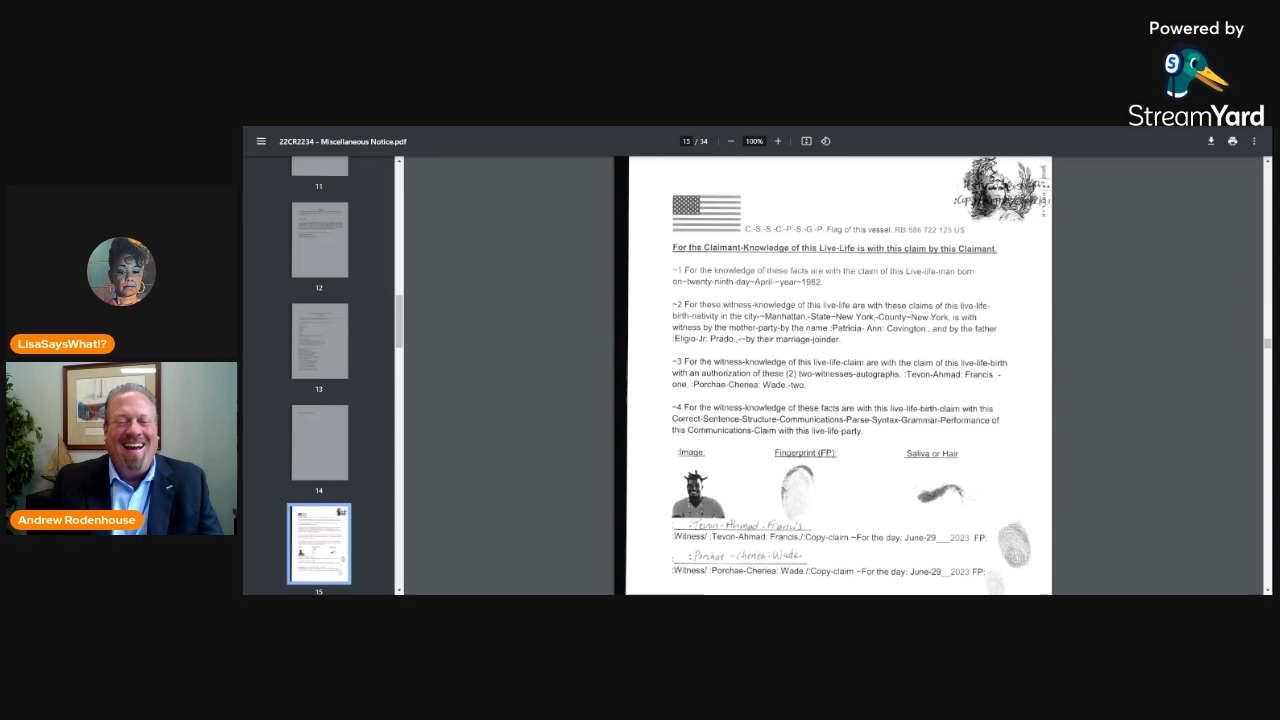 Powered by
StreamYard
22CR2234 - Miscellaneous Notice.pdf
15 / 34
100%
11
12
13
14
15
:C.-S.-S.-C.-P.-S.-G.-P. Flag of this vessel. RB 586 722 125 US
For the Claimant-Knowledge of this Live-Life is with this claim by this Claimant.
~1 For the knowledge of these facts are with the claim of this Live-life-man born
on~twenty-ninth-day~April-~year~1982.
~2 For these witness-knowledge of this live-life are with these claims of this live-life-
birth-nativity in the city-~Manhattan,-State~New York,-County~New York, is with
witness by the mother-party-by the name :Patricia- Ann: Covington., and by the father
:Eligio-Jr: Prado.,-~by their marriage-joinder.
~3 For the witness-knowledge of this live-life-claim are with the claim of this live-life-birth
with an authorization of these (2) two-witnesses-autographs. :Tevon-Ahmad: Francis -
one, :Porchae-Cheriea: Wade.-two.
~4 For the witness-knowledge of these facts are with this live-life-birth-claim with this
Correct-Sentence-Structure-Communications-Parse-Syntax-Grammar-Performance of
this Communications-Claim with this live-life-party.
:Image:
Fingerprint (FP):
Saliva or Hair
: :Tevon-Ahmad: Francis
:Witness/ :Tevon-Ahmad: Francis./:Copy-claim ~For the day: June-29___2023 FP:
: :Porchae -Cheriea: Wade
:Witness/ :Porchae-Cheriea: Wade./:Copy-claim ~For the day: June-29__2023 FP:
LisaSaysWhat!?
Andrew Rodenhouse